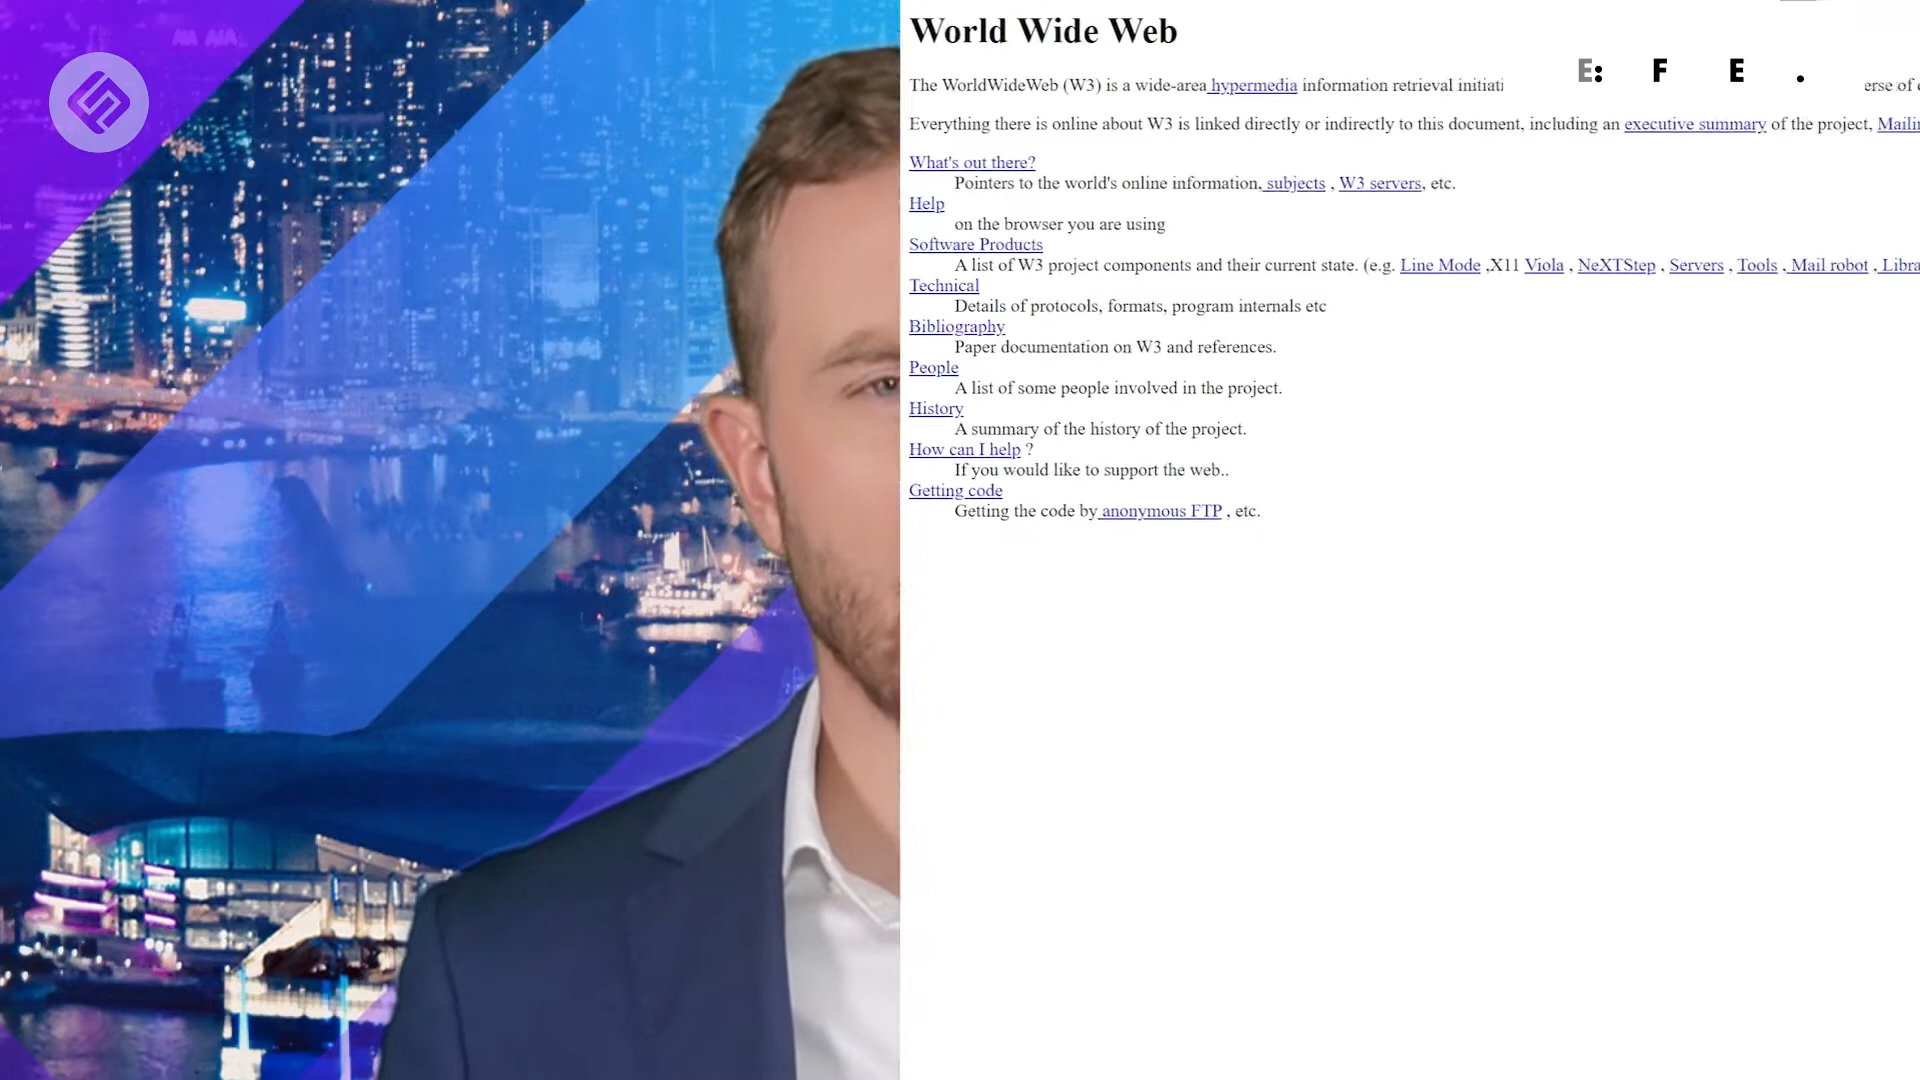 World Wide Web
E: F E .
The WorldWideWeb (W3) is a wide-area hypermedia information retrieval initiati erse of
Everything there is online about W3 is linked directly or indirectly to this document, including an executive summary of the project, Mailin
What's out there?
Pointers to the world's online information, subjects , W3 servers, etc.
Help
on the browser you are using
Software Products
A list of W3 project components and their current state. (e.g. Line Mode ,X11 Viola , NeXTStep , Servers , Tools , Mail robot , Libra
Technical
Details of protocols, formats, program internals etc
Bibliography
Paper documentation on W3 and references.
People
A list of some people involved in the project.
History
A summary of the history of the project.
How can I help ?
If you would like to support the web..
Getting code
Getting the code by anonymous FTP , etc.